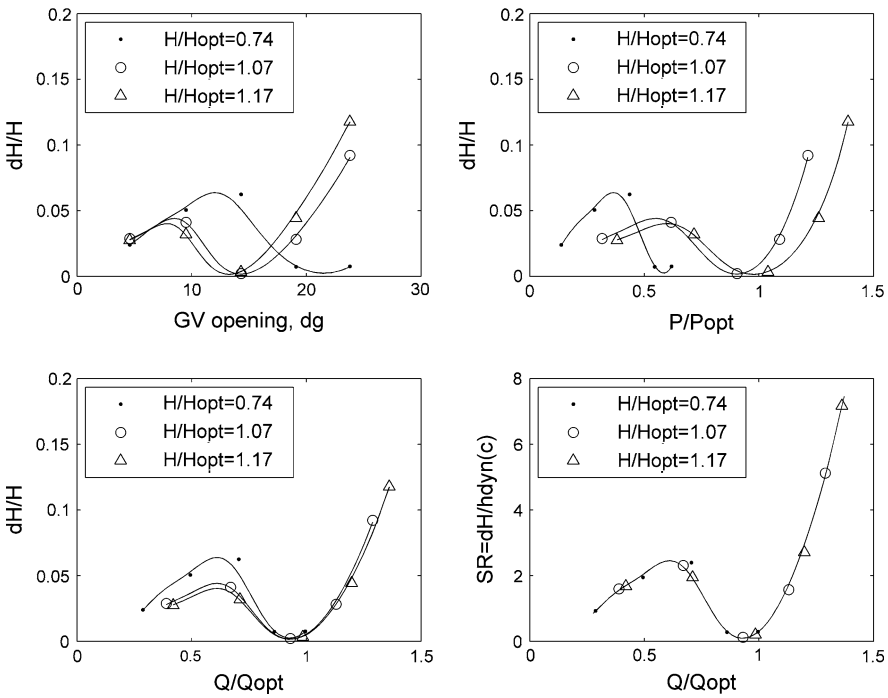 0.2
0.15
0.1
0.05
0
dH/H
H/Hopt=0.74
H/Hopt=1.07
H/Hopt=1.17
0 10 20 30
GV opening, dg
0.2
0.15
0.1
0.05
0
dH/H
H/Hopt=0.74
H/Hopt=1.07
H/Hopt=1.17
0 0.5 1 1.5
P/Popt
0.2
0.15
0.1
0.05
0
dH/H
H/Hopt=0.74
H/Hopt=1.07
H/Hopt=1.17
0 0.5 1 1.5
Q/Qopt
8
6
4
2
0
SR=dH/hdyn(c)
H/Hopt=0.74
H/Hopt=1.07
H/Hopt=1.17
0 0.5 1 1.5
Q/Qopt